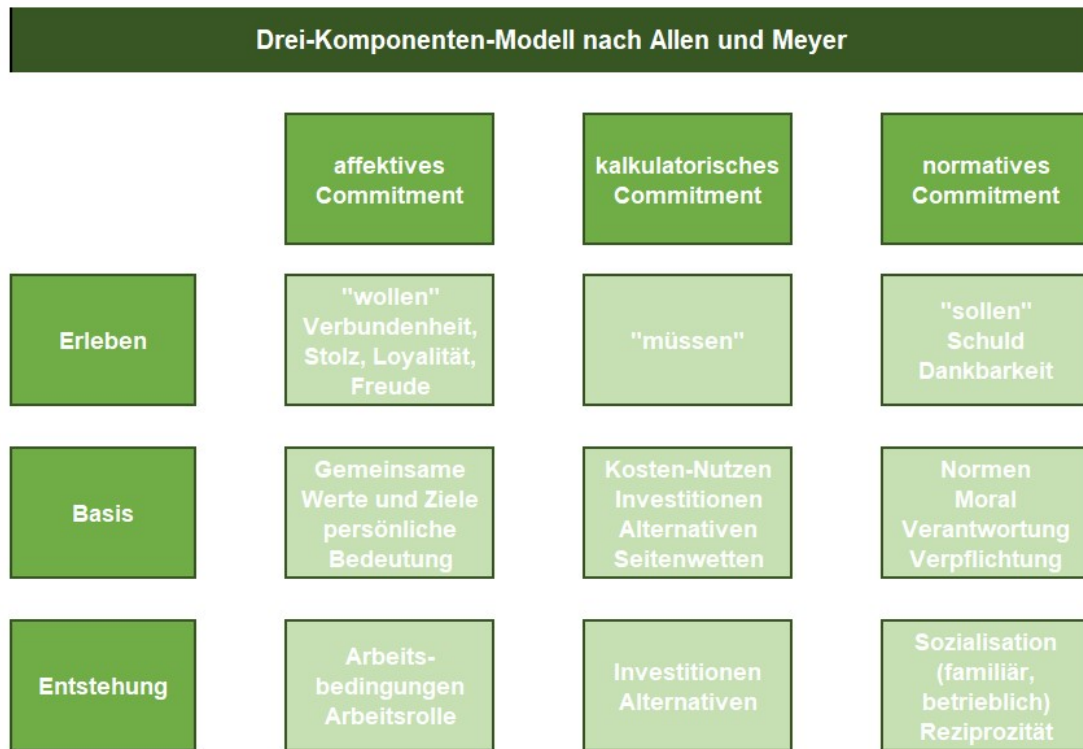 Drei-Komponenten-Modell nach Allen und Meyer
affektives
Commitment
kalkulatorisches
Commitment
normatives
Commitment
Erleben
"wollen"
Verbundenheit,
Stolz, Loyalität,
Freude
"müssen"
"sollen"
Schuld
Dankbarkeit
Basis
Gemeinsame
Werte und Ziele
persönliche
Bedeutung
Kosten-Nutzen
Investitionen
Alternativen
Seitenwetten
Normen
Moral
Verantwortung
Verpflichtung
Entstehung
Arbeits-
bedingungen
Arbeitsrolle
Investitionen
Alternativen
Sozialisation
(familiär,
betrieblich)
Reziprozität